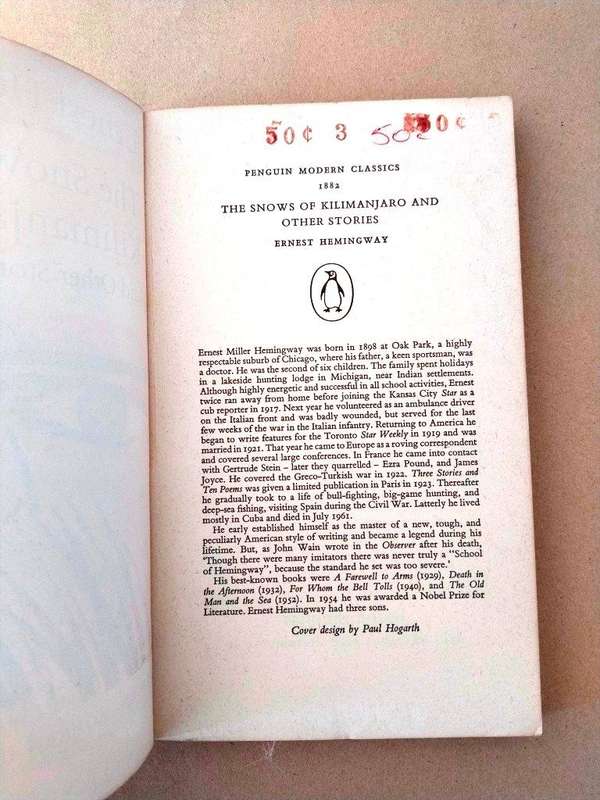 50¢ 3 50¢ 50¢
PENGUIN MODERN CLASSICS
1882
THE SNOWS OF KILIMANJARO AND
OTHER STORIES
ERNEST HEMINGWAY
Ernest Miller Hemingway was born in 1898 at Oak Park, a highly
respectable suburb of Chicago, where his father, a keen sportsman, was
a doctor. He was the second of six children. The family spent holidays
in a lakeside hunting lodge in Michigan, near Indian settlements.
Although highly energetic and successful in all school activities, Ernest
twice ran away from home before joining the Kansas City Star as a
cub reporter in 1917. Next year he volunteered as an ambulance driver
on the Italian front and was badly wounded, but served for the last
few weeks of the war in the Italian infantry. Returning to America he
began to write features for the Toronto Star Weekly in 1919 and was
married in 1921. That year he came to Europe as a roving correspondent
and covered several large conferences. In France he came into contact
with Gertrude Stein – later they quarrelled – Ezra Pound, and James
Joyce. He covered the Greco-Turkish war in 1922. Three Stories and
Ten Poems was given a limited publication in Paris in 1923. Thereafter
he gradually took to a life of bull-fighting, big-game hunting, and
deep-sea fishing, visiting Spain during the Civil War. Latterly he lived
mostly in Cuba and died in July 1961.
He early established himself as the master of a new, tough, and
peculiarly American style of writing and became a legend during his
lifetime. But, as John Wain wrote in the Observer after his death,
'Though there were many imitators there was never truly a "School
of Hemingway", because the standard he set was too severe.'
His best-known books were A Farewell to Arms (1929), Death in
the Afternoon (1932), For Whom the Bell Tolls (1940), and The Old
Man and the Sea (1952). In 1954 he was awarded a Nobel Prize for
Literature. Ernest Hemingway had three sons.
Cover design by Paul Hogarth